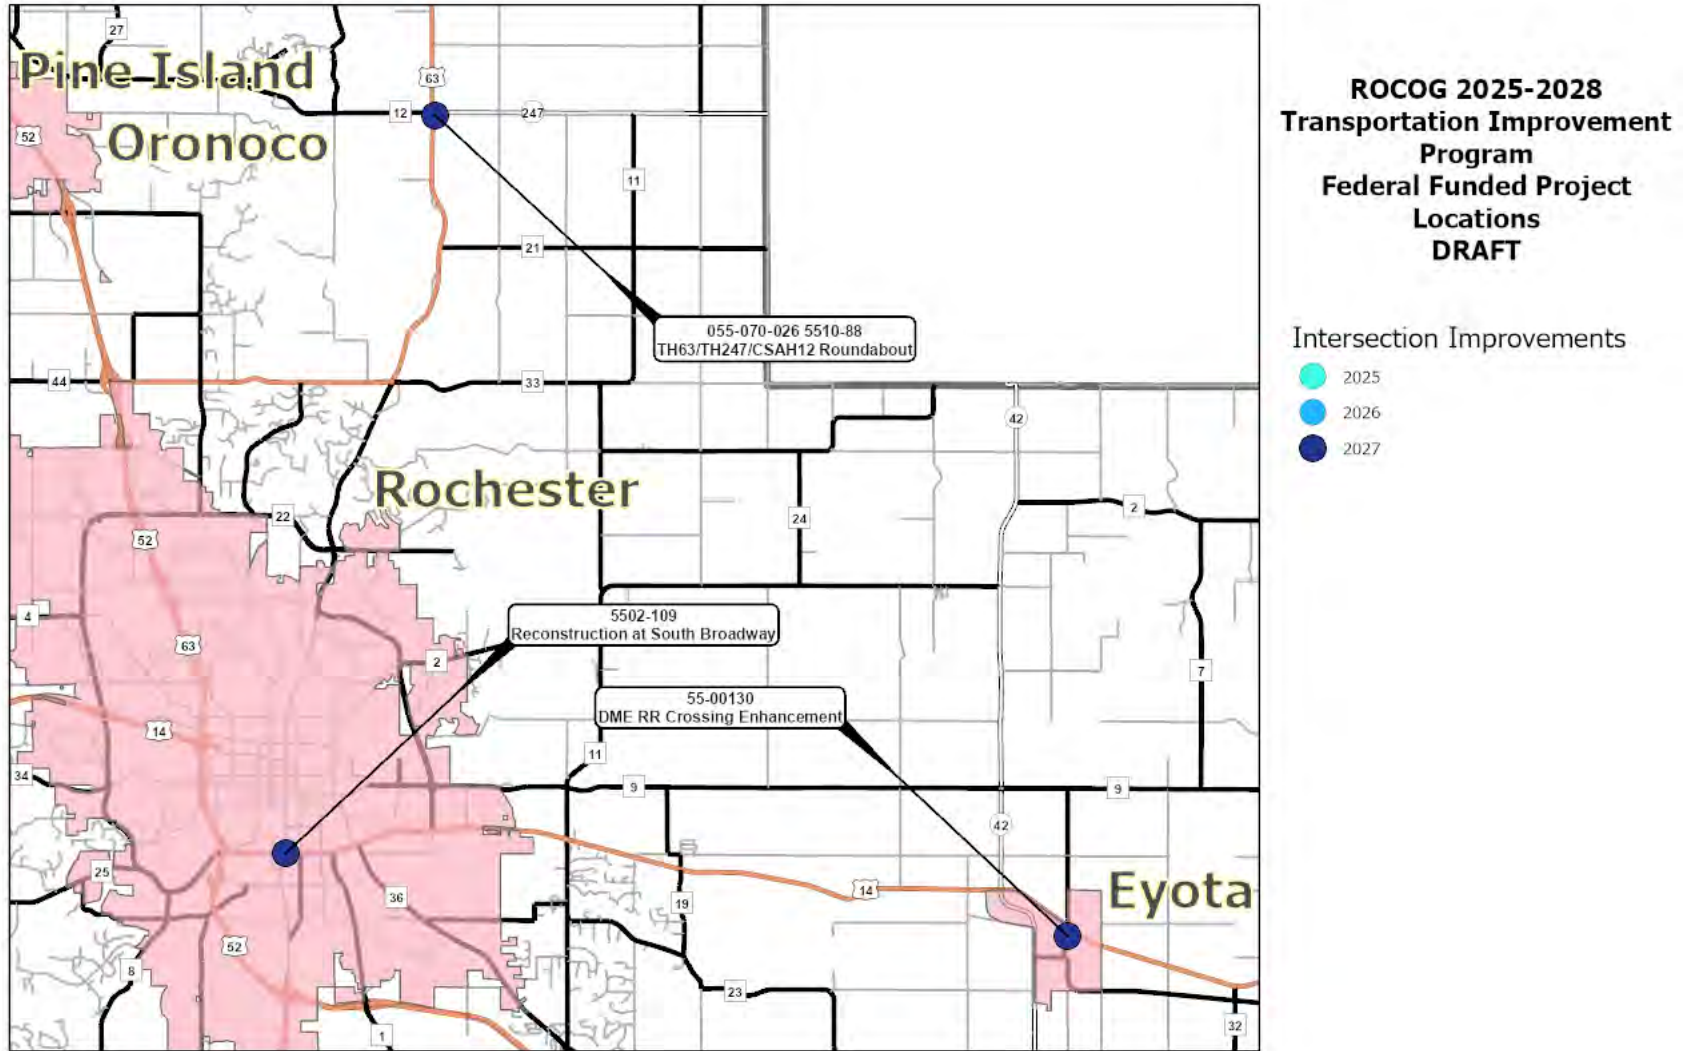 27
Pine Island
63
12
247
52
Oronoco
11
21
055-070-026 5510-88
TH63/TH247/CSAH12 Roundabout
44
33
42
Rochester
24
2
22
52
5502-109
Reconstruction at South Broadway
4
63
2
7
55-00130
DME RR Crossing Enhancement
14
11
34
9
9
42
25
14
Eyota
36
19
52
8
23
32
1
ROCOG 2025-2028
Transportation Improvement
Program
Federal Funded Project
Locations
DRAFT
Intersection Improvements
2025
2026
2027